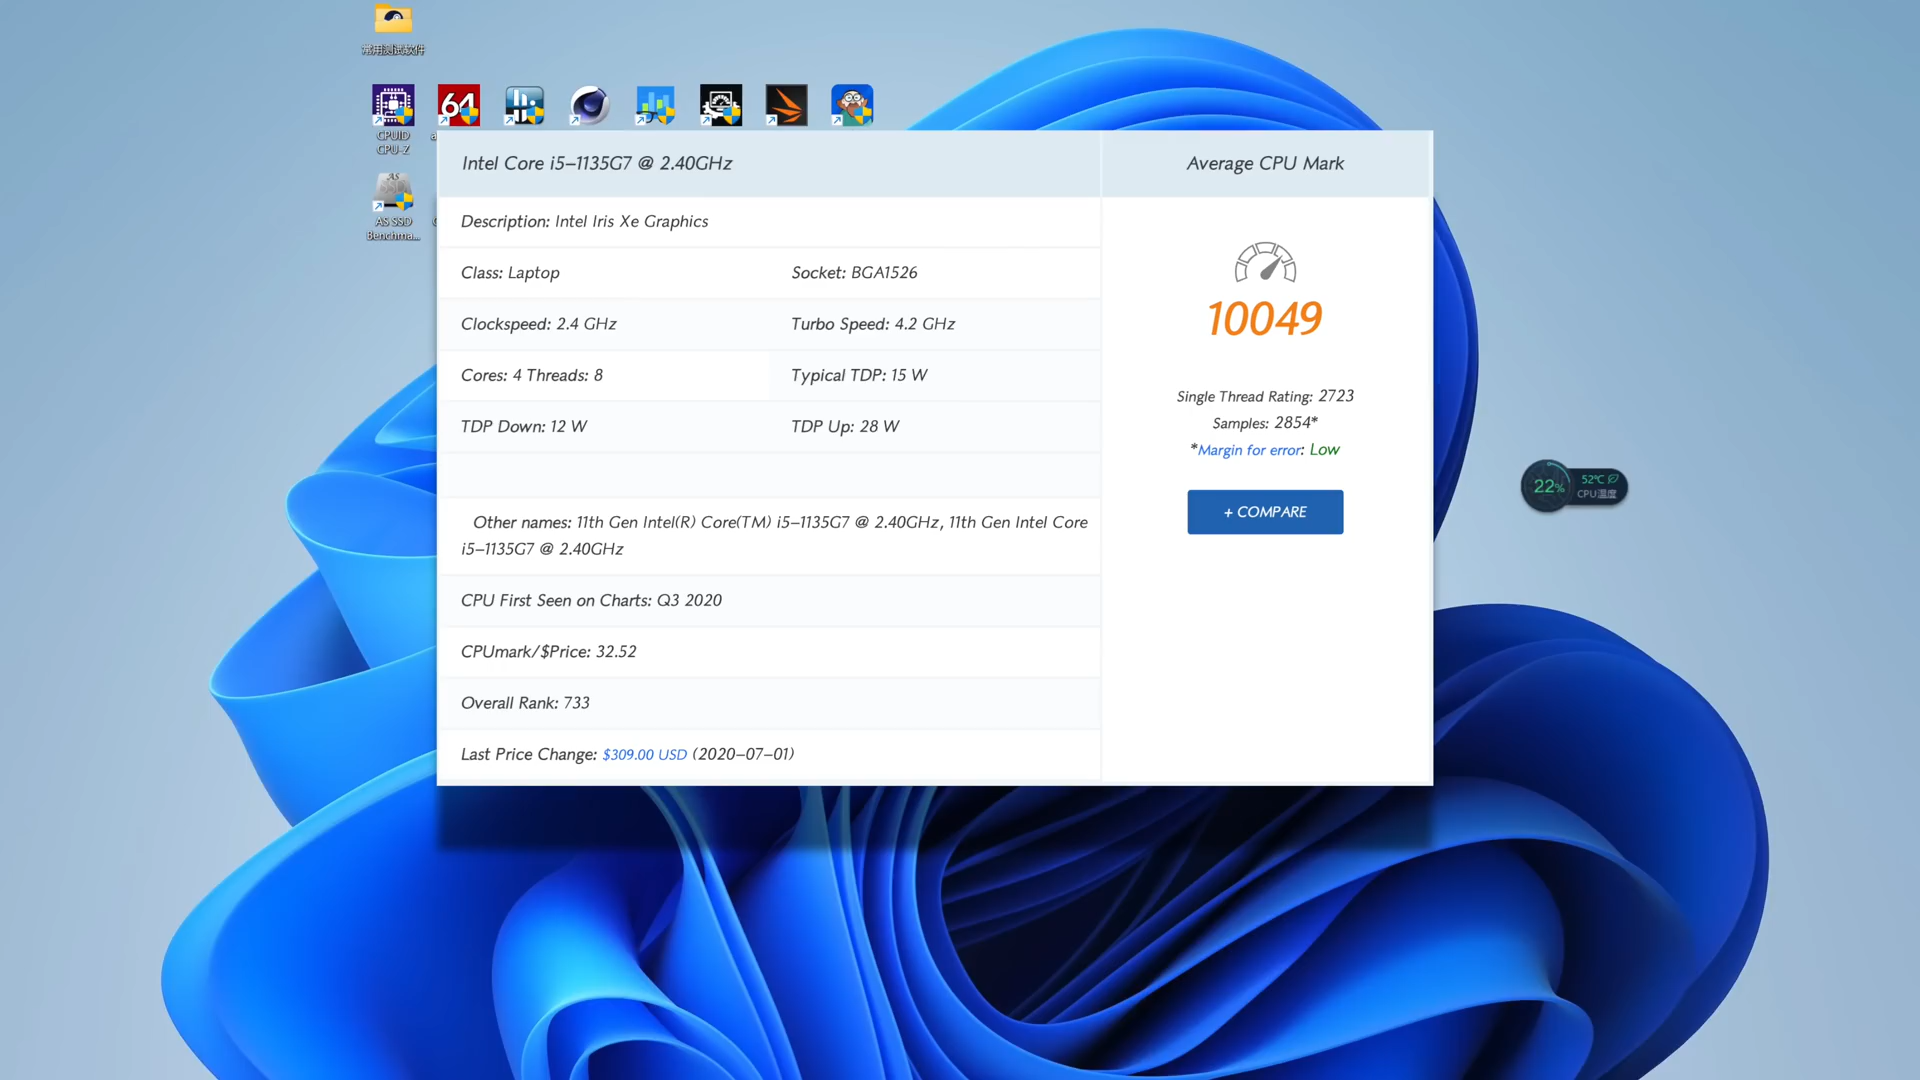 常用测试软件
64
CPUID
CPU-Z
AS SSD
Benchma...
Intel Core i5-1135G7 @ 2.40GHz
Average CPU Mark
Description: Intel Iris Xe Graphics
Class: Laptop
Socket: BGA1526
Clockspeed: 2.4 GHz
Turbo Speed: 4.2 GHz
Cores: 4 Threads: 8
Typical TDP: 15 W
TDP Down: 12 W
TDP Up: 28 W
Other names: 11th Gen Intel(R) Core(TM) i5-1135G7 @ 2.40GHz, 11th Gen Intel Core
i5-1135G7 @ 2.40GHz
CPU First Seen on Charts: Q3 2020
CPUmark/$Price: 32.52
Overall Rank: 733
Last Price Change: $309.00 USD (2020-07-01)
10049
Single Thread Rating: 2723
Samples: 2854*
*Margin for error: Low
+ COMPARE
22%
52℃
CPU温度